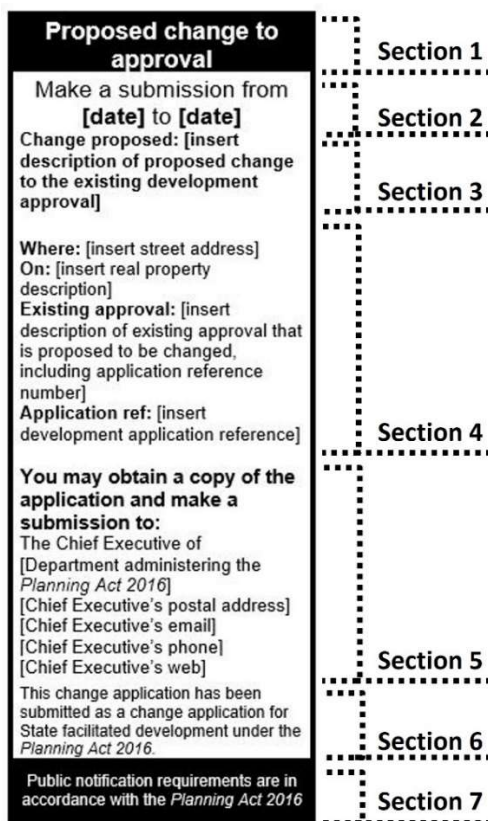 Proposed change to
approval
Section 1
Make a submission from
[date] to [date]
Section 2
Change proposed: [insert
description of proposed change
to the existing development
approval]
Section 3
Where: [insert street address]
On: [insert real property
description]
Existing approval: [insert
description of existing approval that
is proposed to be changed,
including application reference
number]
Application ref: [insert
development application reference]
Section 4
You may obtain a copy of the
application and make a
submission to:
The Chief Executive of
[Department administering the
Planning Act 2016]
[Chief Executive's postal address]
[Chief Executive's email]
[Chief Executive's phone]
[Chief Executive's web]
Section 5
This change application has been
submitted as a change application for
State facilitated development under the
Planning Act 2016.
Section 6
Public notification requirements are in
accordance with the Planning Act 2016
Section 7